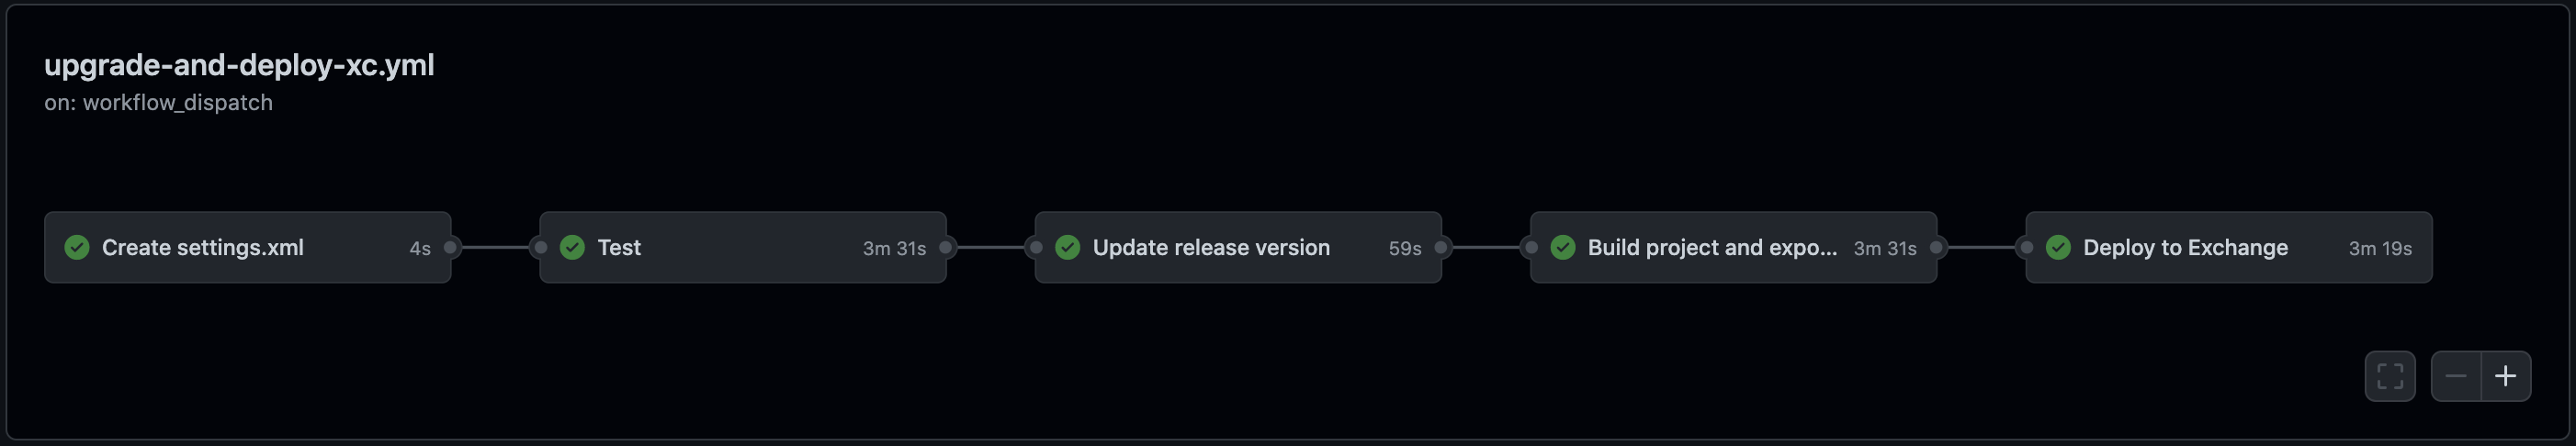 upgrade-and-deploy-xc.yml
on: workflow_dispatch
Create settings.xml 4s
Test 3m 31s
Update release version 59s
Build project and expo... 3m 31s
Deploy to Exchange 3m 19s